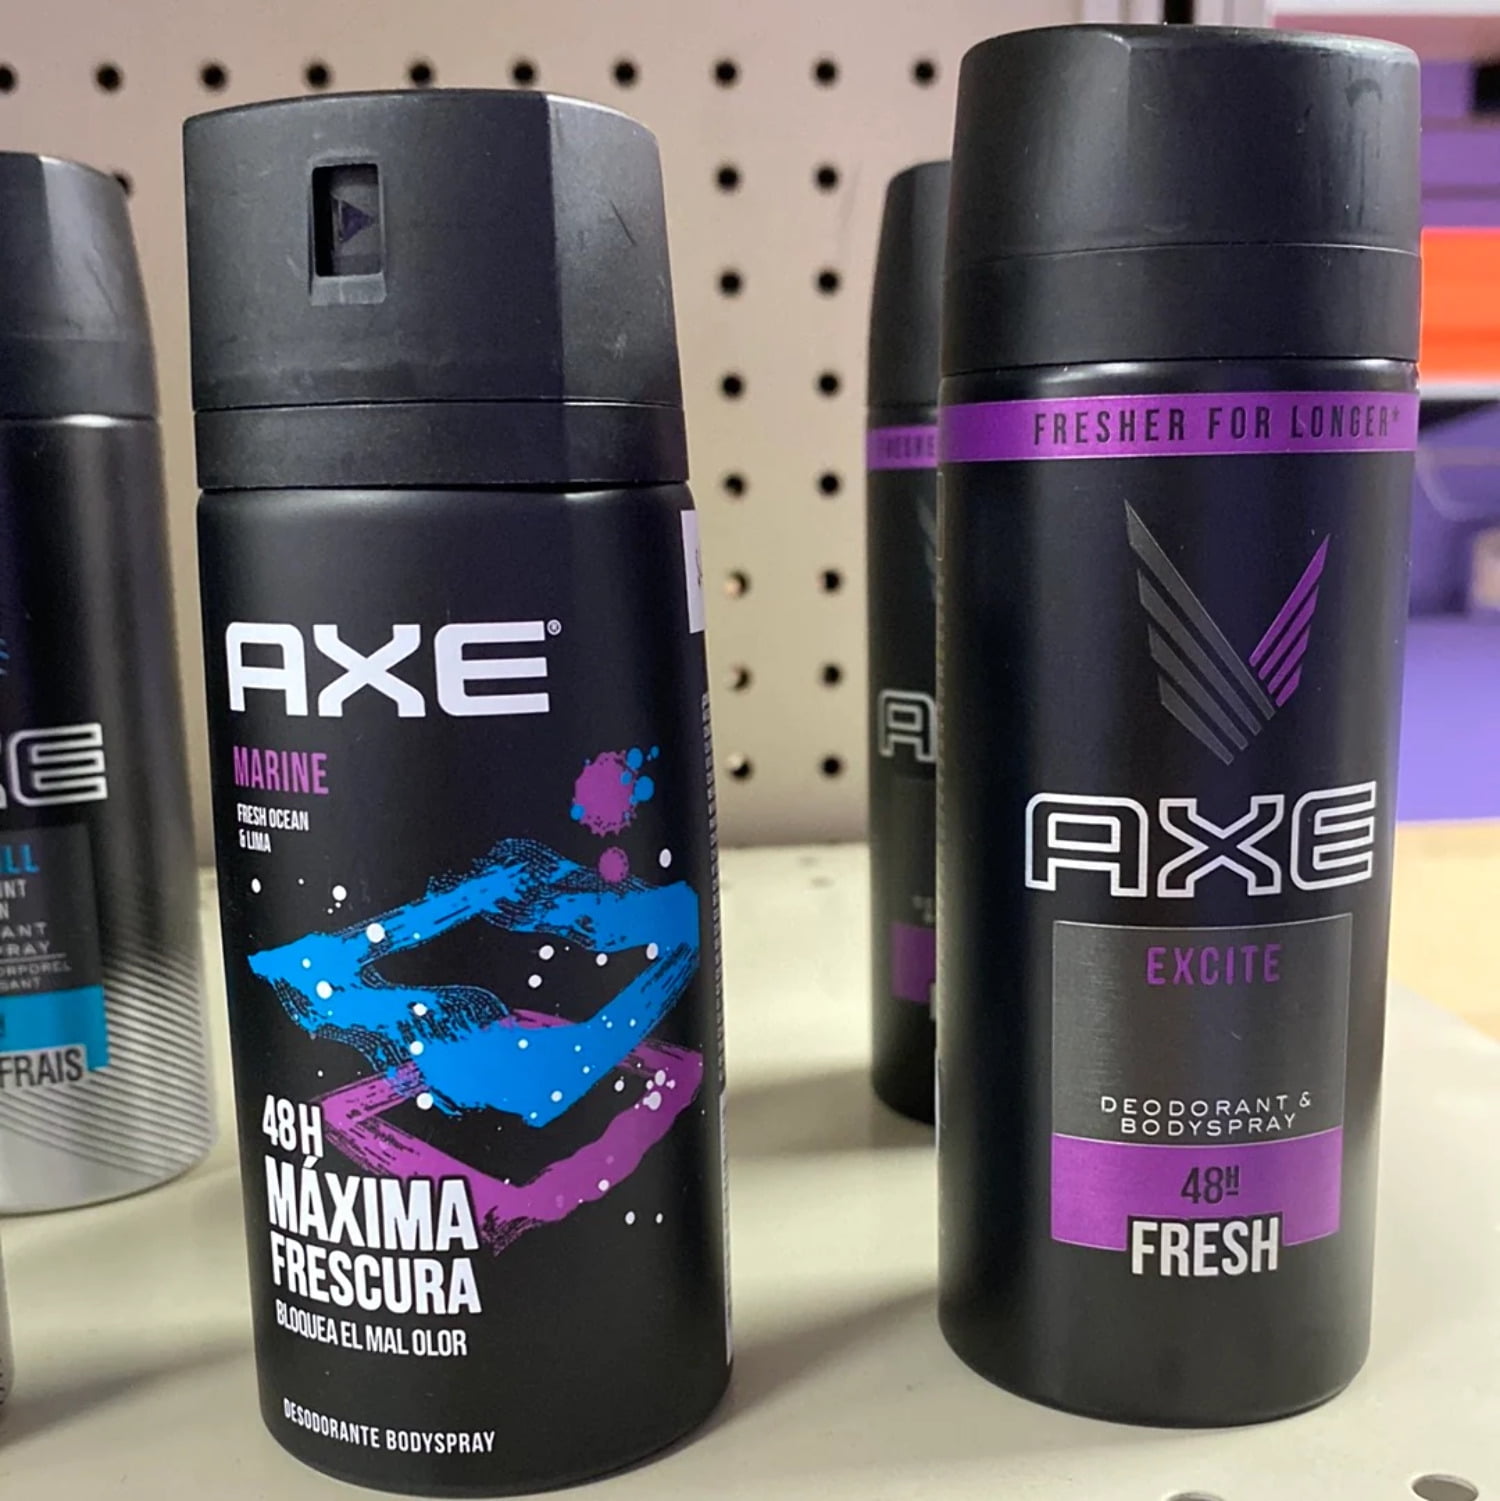 AXE®
MARINE
FRESH OCEAN
& LIMA
48H
MÁXIMA
FRESCURA
BLOQUEA EL MAL OLOR
DESODORANTE BODYSPRAY
FRESHER FOR LONGER*
AXE
EXCITE
DEODORANT &
BODYSPRAY
48H
FRESH
FRAIS